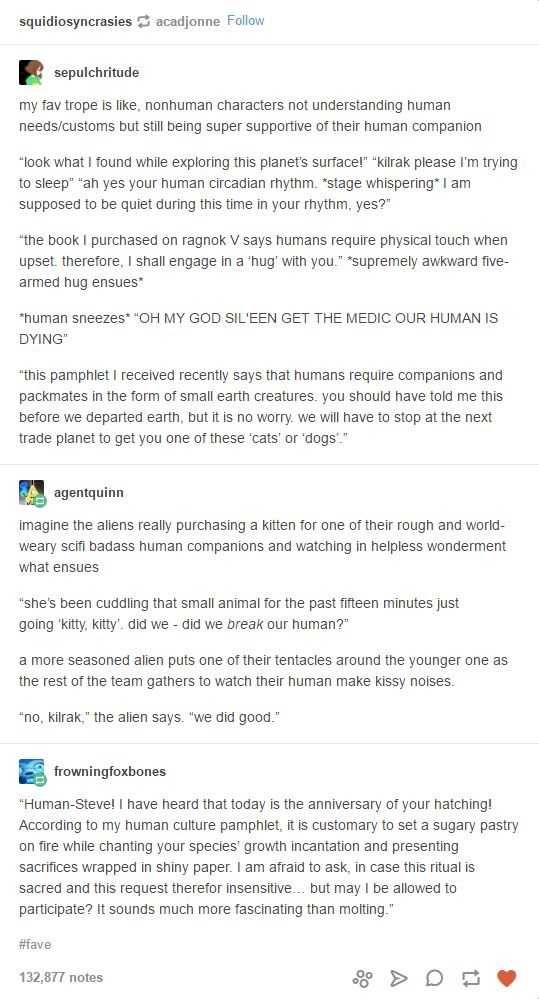 squidiosyncrasies acadjonne Follow
sepulchritude
my fav trope is like, nonhuman characters not understanding human
needs/customs but still being super supportive of their human companion
“look what I found while exploring this planet’s surface!” “kilrak please I’m trying
to sleep” “ah yes your human circadian rhythm. *stage whispering* I am
supposed to be quiet during this time in your rhythm, yes?”
“the book I purchased on ragnok V says humans require physical touch when
upset. therefore, I shall engage in a ‘hug’ with you.” *supremely awkward five-
armed hug ensues*
*human sneezes* “OH MY GOD SIL'EEN GET THE MEDIC OUR HUMAN IS
DYING”
“this pamphlet I received recently says that humans require companions and
packmates in the form of small earth creatures. you should have told me this
before we departed earth, but it is no worry. we will have to stop at the next
trade planet to get you one of these ‘cats’ or ‘dogs’.”
agentquinn
imagine the aliens really purchasing a kitten for one of their rough and world-
weary scifi badass human companions and watching in helpless wonderment
what ensues
“she’s been cuddling that small animal for the past fifteen minutes just
going ‘kitty, kitty’. did we - did we break our human?”
a more seasoned alien puts one of their tentacles around the younger one as
the rest of the team gathers to watch their human make kissy noises.
“no, kilrak,” the alien says. “we did good.”
frowningfoxbones
“Human-Steve! I have heard that today is the anniversary of your hatching!
According to my human culture pamphlet, it is customary to set a sugary pastry
on fire while chanting your species’ growth incantation and presenting
sacrifices wrapped in shiny paper. I am afraid to ask, in case this ritual is
sacred and this request therefor insensitive… but may I be allowed to
participate? It sounds much more fascinating than molting.”
#fave
132,877 notes